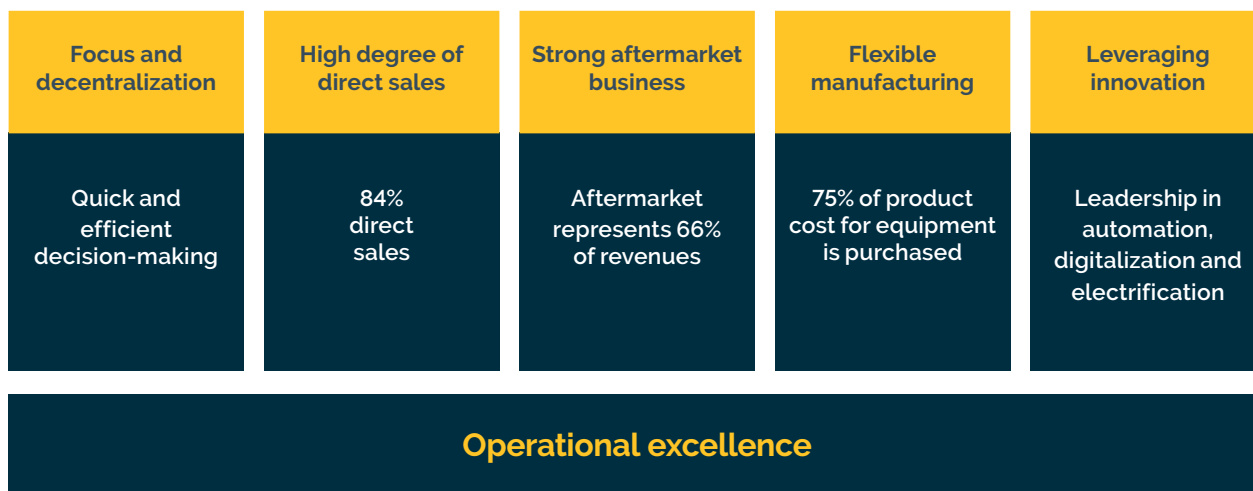 Focus and
decentralization
High degree of
direct sales
Strong aftermarket
business
Flexible
manufacturing
Leveraging
innovation
Quick and
efficient
decision-making
84%
direct
sales
Aftermarket
represents 66%
of revenues
75% of product
cost for equipment
is purchased
Leadership in
automation,
digitalization and
electrification
Operational excellence